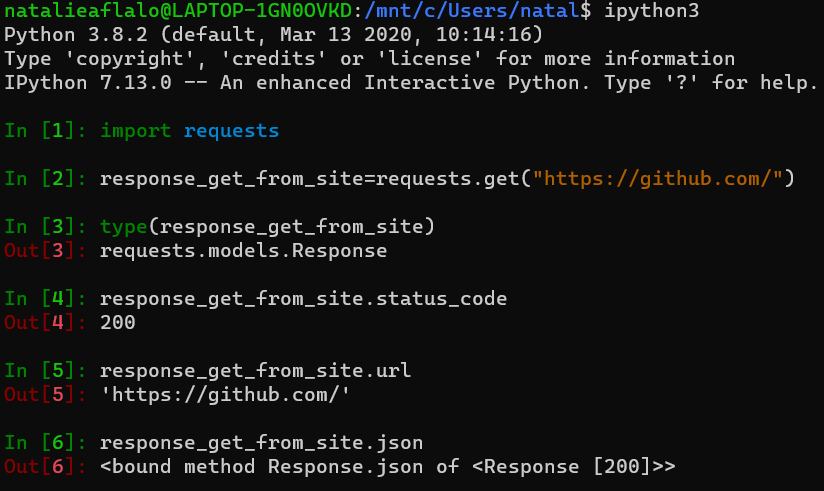 natalieaflalo@LAPTOP-1GN0OVKD:/mnt/c/Users/natal$ ipython3
Python 3.8.2 (default, Mar 13 2020, 10:14:16)
Type 'copyright', 'credits' or 'license' for more information
IPython 7.13.0 -- An enhanced Interactive Python. Type '?' for help.
In [1]: import requests
In [2]: response_get_from_site=requests.get("https://github.com/")
In [3]: type(response_get_from_site)
Out[3]: requests.models.Response
In [4]: response_get_from_site.status_code
Out[4]: 200
In [5]: response_get_from_site.url
Out[5]: 'https://github.com/'
In [6]: response_get_from_site.json
Out[6]: <bound method Response.json of <Response [200]>>